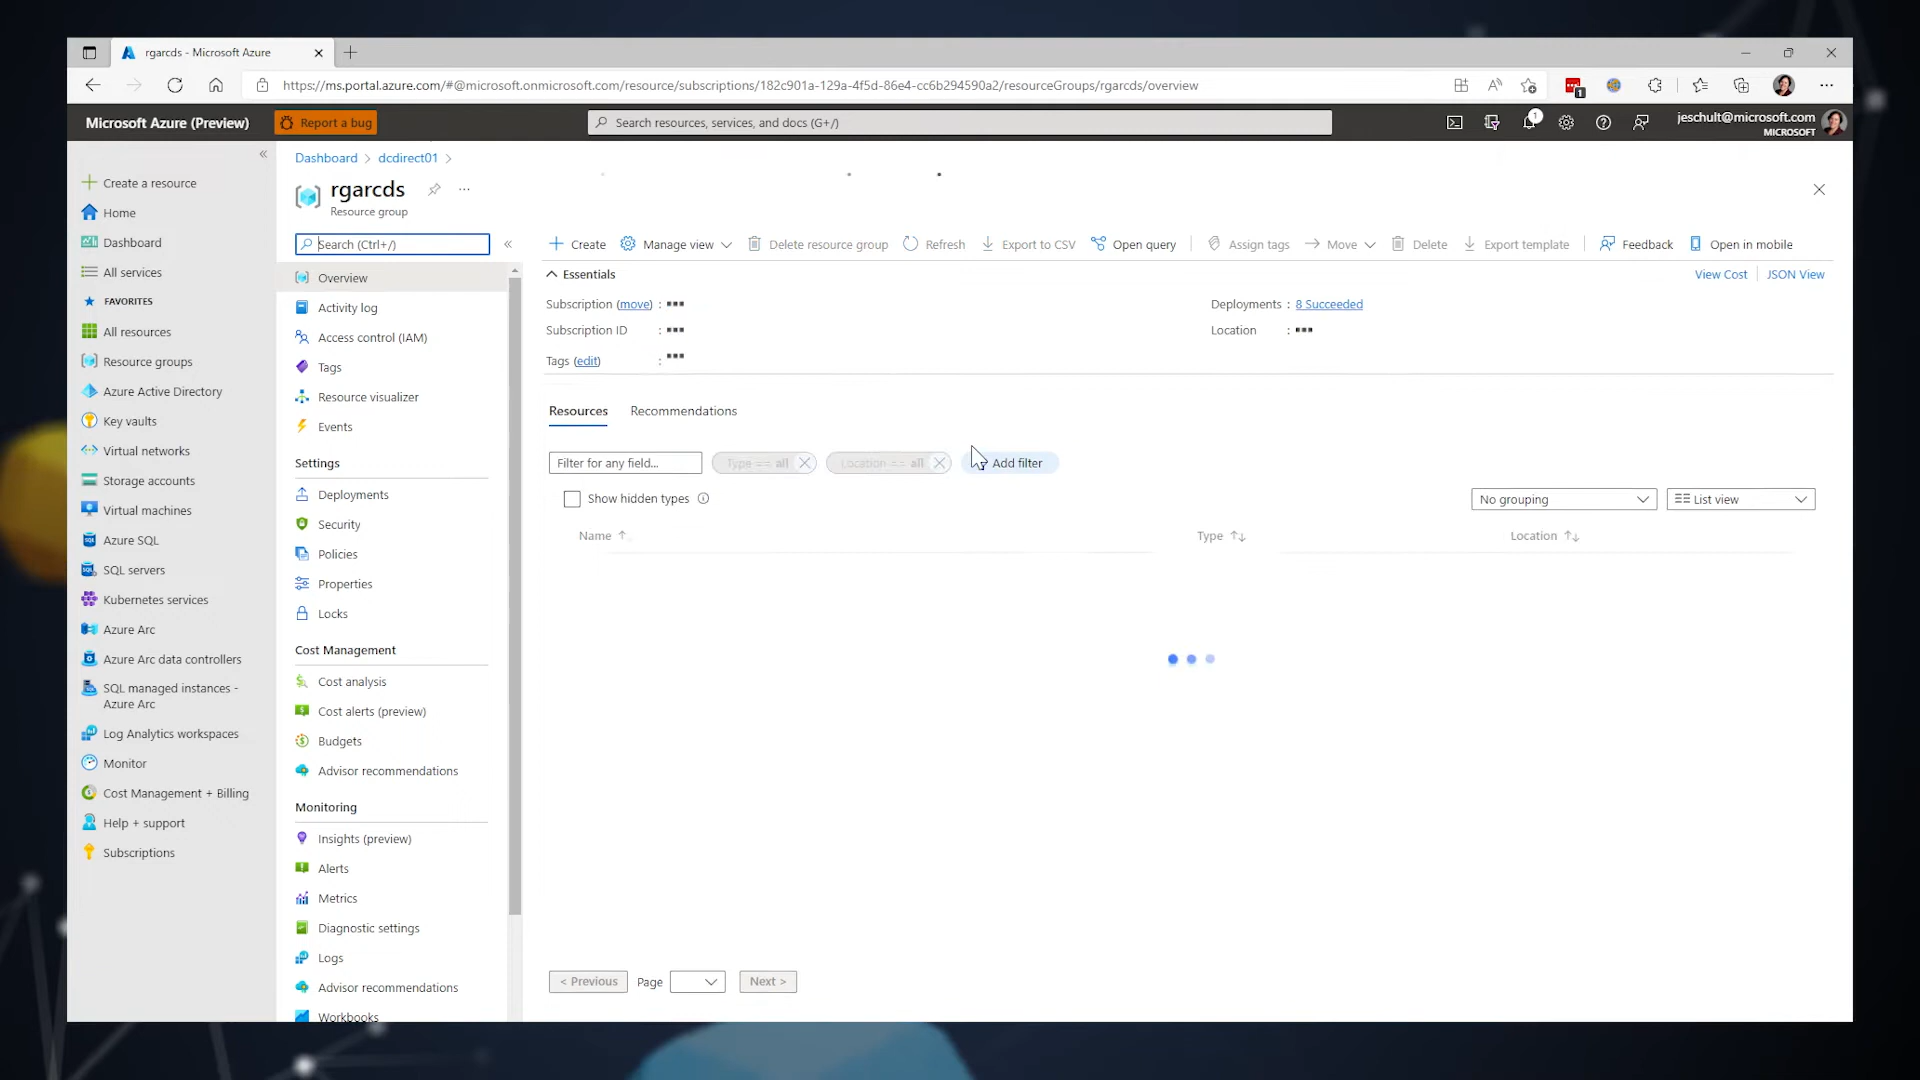 rgarcds - Microsoft Azure
https://ms.portal.azure.com/#@microsoft.onmicrosoft.com/resource/subscriptions/182c901a-129a-4f5d-86e4-cc6b294590a2/resourceGroups/rgarcds/overview
1
Microsoft Azure (Preview)
Report a bug
Search resources, services, and docs (G+/)
1
jeschult@microsoft.com
MICROSOFT
Create a resource
Home
Dashboard
All services
FAVORITES
All resources
Resource groups
Azure Active Directory
Key vaults
Virtual networks
Storage accounts
Virtual machines
Azure SQL
SQL servers
Kubernetes services
Azure Arc
Azure Arc data controllers
SQL managed instances -
Azure Arc
Log Analytics workspaces
Monitor
Cost Management + Billing
Help + support
Subscriptions
Dashboard > dcdirect01 >
rgarcds
Resource group
Search (Ctrl+/)
Overview
Activity log
Access control (IAM)
Tags
Resource visualizer
Events
Settings
Deployments
Security
Policies
Properties
Locks
Cost Management
Cost analysis
Cost alerts (preview)
Budgets
Advisor recommendations
Monitoring
Insights (preview)
Alerts
Metrics
Diagnostic settings
Logs
Advisor recommendations
Workbooks
Create Manage view Delete resource group Refresh Export to CSV Open query Assign tags Move Delete Export template Feedback Open in mobile
Essentials
View Cost JSON View
Subscription (move) :
Deployments : 8 Succeeded
Subscription ID :
Location :
Tags (edit) :
Resources Recommendations
Filter for any field... Type == all Location == all Add filter
Show hidden types
No grouping List view
Name Type Location
< Previous Page Next >